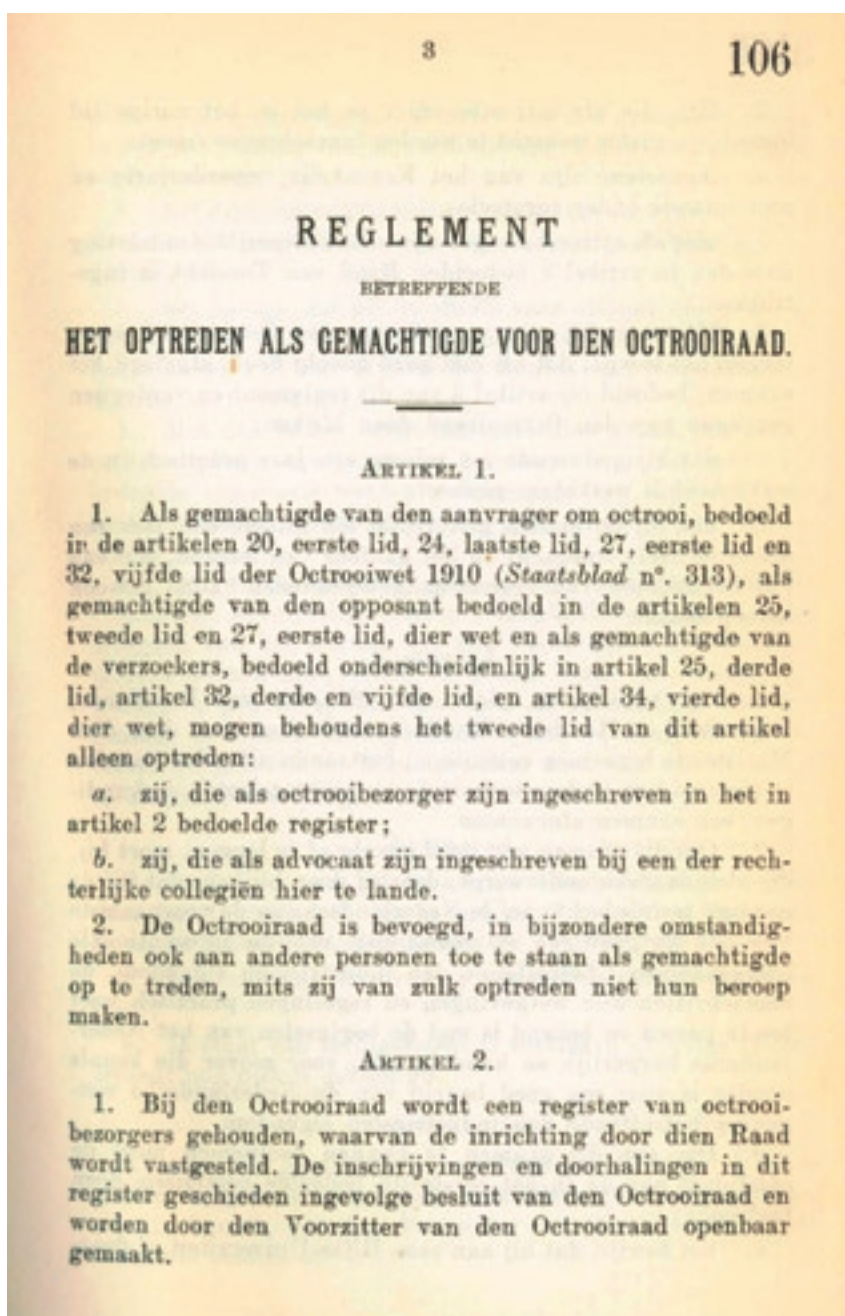 3
106
REGLEMENT
BETREFFENDE
HET OPTREDEN ALS GEMACHTIGDE VOOR DEN OCTROOIRAAD.
ARTIKEL 1.
1. Als gemachtigde van den aanvrager om octrooi, bedoeld
in de artikelen 20, eerste lid, 24, laatste lid, 27, eerste lid en
32, vijfde lid der Octrooiwet 1910 (Staatsblad n°. 313), als
gemachtigde van den opposant bedoeld in de artikelen 25,
tweede lid en 27, eerste lid, dier wet en als gemachtigde van
de verzoekers, bedoeld onderscheidenlijk in artikel 25, derde
lid, artikel 32, derde en vijfde lid, en artikel 34, vierde lid,
dier wet, mogen behoudens het tweede lid van dit artikel
alleen optreden:
a. zij, die als octrooibezorger zijn ingeschreven in het in
artikel 2 bedoelde register;
b. zij, die als advocaat zijn ingeschreven bij een der rech-
terlijke collegiën hier te lande.
2. De Octrooiraad is bevoegd, in bijzondere omstandig-
heden ook aan andere personen toe te staan als gemachtigde
op te treden, mits zij van zulk optreden niet hun beroep
maken.
ARTIKEL 2.
1. Bij den Octrooiraad wordt een register van octrooi-
bezorgers gehouden, waarvan de inrichting door dien Raad
wordt vastgesteld. De inschrijvingen en doorhalingen in dit
register geschieden ingevolge besluit van den Octrooiraad en
worden door den Voorzitter van den Octrooiraad openbaar
gemaakt.